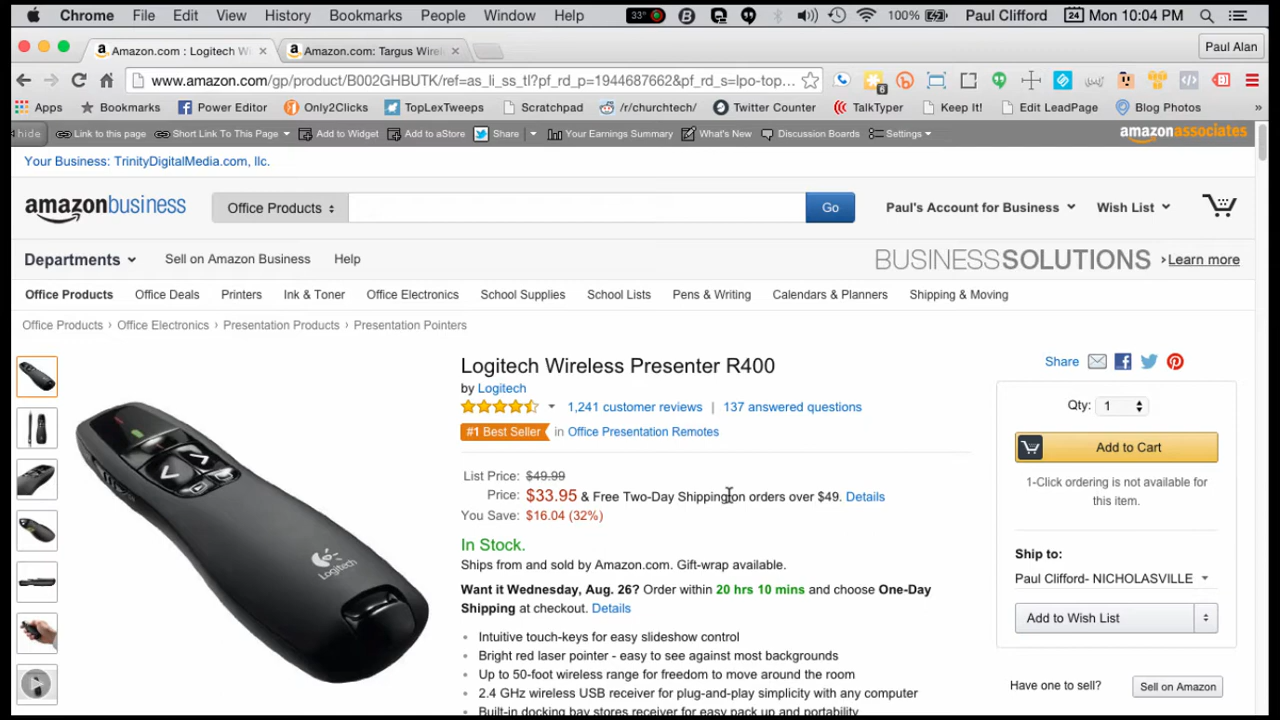 Chrome File Edit View History Bookmarks People Window Help 33° 100% Paul Clifford 24 Mon 10:04 PM
Amazon.com : Logitech Wi Amazon.com: Targus Wirel Paul Alan
www.amazon.com/gp/product/B002GHBUTK/ref=as_li_ss_tl?pf_rd_p=1944687662&pf_rd_s=lpo-top... 6
Apps Bookmarks Power Editor Only2Clicks TopLexTweeps Scratchpad /r/churchtech/ Twitter Counter TalkTyper Keep It! Edit LeadPage Blog Photos »
hide Link to this page Short Link To This Page Add to Widget Add to aStore Share Your Earnings Summary What's New Discussion Boards Settings amazonassociates
Your Business: TrinityDigitalMedia.com, llc.
amazonbusiness Office Products Go Paul's Account for Business Wish List
Departments Sell on Amazon Business Help BUSINESSSOLUTIONS ›Learn more
Office Products Office Deals Printers Ink & Toner Office Electronics School Supplies School Lists Pens & Writing Calendars & Planners Shipping & Moving
Office Products › Office Electronics › Presentation Products › Presentation Pointers
Logitech Wireless Presenter R400
by Logitech
1,241 customer reviews | 137 answered questions
#1 Best Seller in Office Presentation Remotes
List Price: $49.99
Price: $33.95 & Free Two-Day Shipping on orders over $49. Details
You Save: $16.04 (32%)
In Stock.
Ships from and sold by Amazon.com. Gift-wrap available.
Want it Wednesday, Aug. 26? Order within 20 hrs 10 mins and choose One-Day
Shipping at checkout. Details
• Intuitive touch-keys for easy slideshow control
• Bright red laser pointer - easy to see against most backgrounds
• Up to 50-foot wireless range for freedom to move around the room
• 2.4 GHz wireless USB receiver for plug-and-play simplicity with any computer
• Built-in docking bay stores receiver for easy pack up and portability
Logitech
Share
Qty: 1
Add to Cart
1-Click ordering is not available for
this item.
Ship to:
Paul Clifford- NICHOLASVILLE
Add to Wish List
Have one to sell? Sell on Amazon